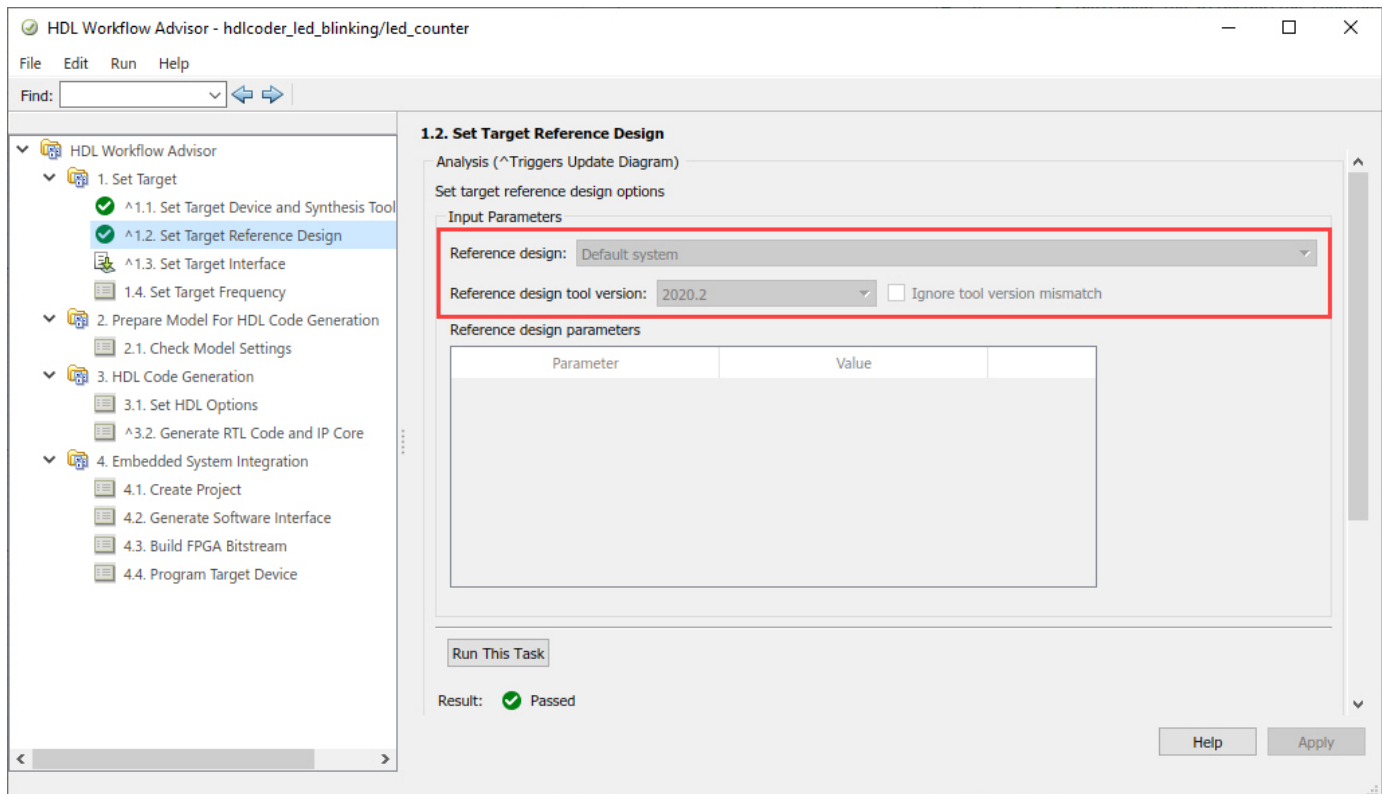 HDL Workflow Advisor - hdlcoder_led_blinking/led_counter
File Edit Run Help
Find:
HDL Workflow Advisor
1. Set Target
^1.1. Set Target Device and Synthesis Tool
^1.2. Set Target Reference Design
^1.3. Set Target Interface
1.4. Set Target Frequency
2. Prepare Model For HDL Code Generation
2.1. Check Model Settings
3. HDL Code Generation
3.1. Set HDL Options
^3.2. Generate RTL Code and IP Core
4. Embedded System Integration
4.1. Create Project
4.2. Generate Software Interface
4.3. Build FPGA Bitstream
4.4. Program Target Device
1.2. Set Target Reference Design
Analysis (^Triggers Update Diagram)
Set target reference design options
Input Parameters
Reference design: Default system
Reference design tool version: 2020.2 Ignore tool version mismatch
Reference design parameters
Parameter Value
Run This Task
Result: Passed
Help Apply